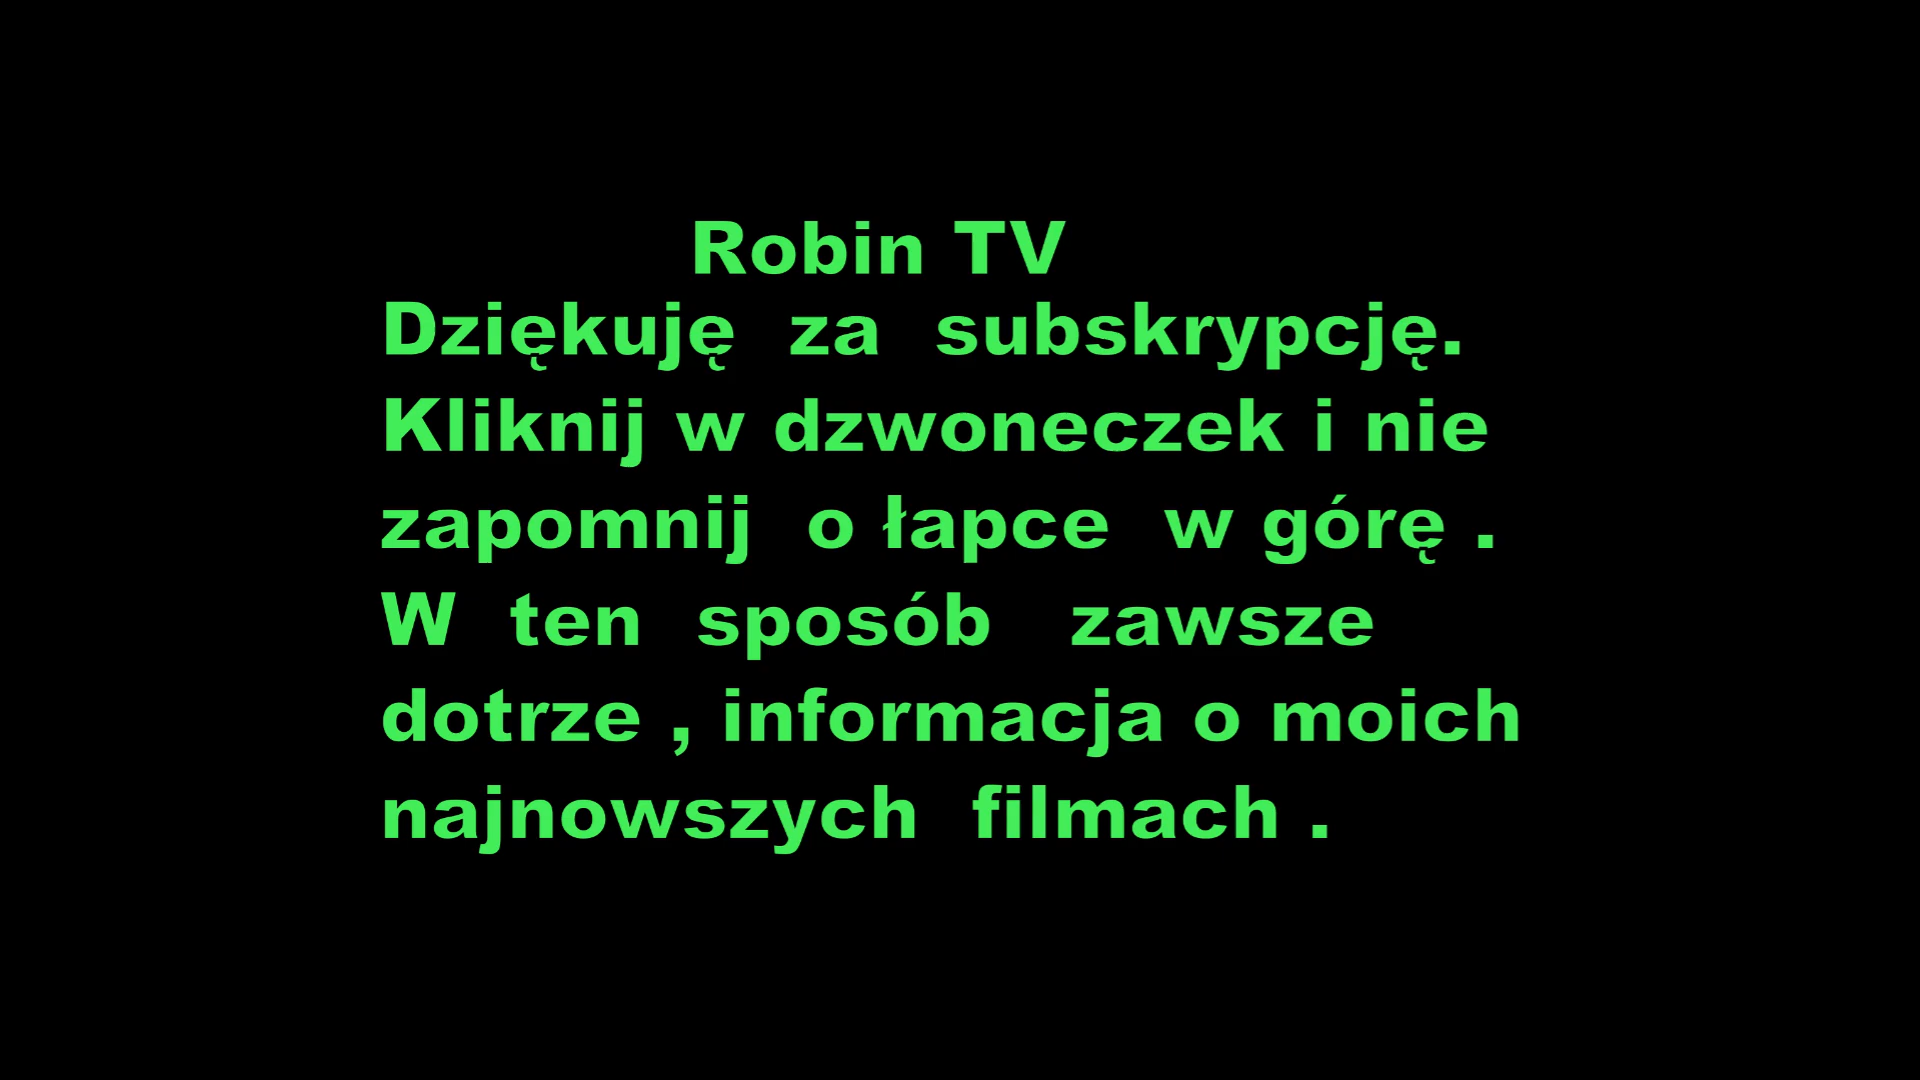 Robin TV
Dziękuję za subskrypcję.
Kliknij w dzwoneczek i nie
zapomnij o łapce w górę .
W ten sposób zawsze
dotrze , informacja o moich
najnowszych filmach .